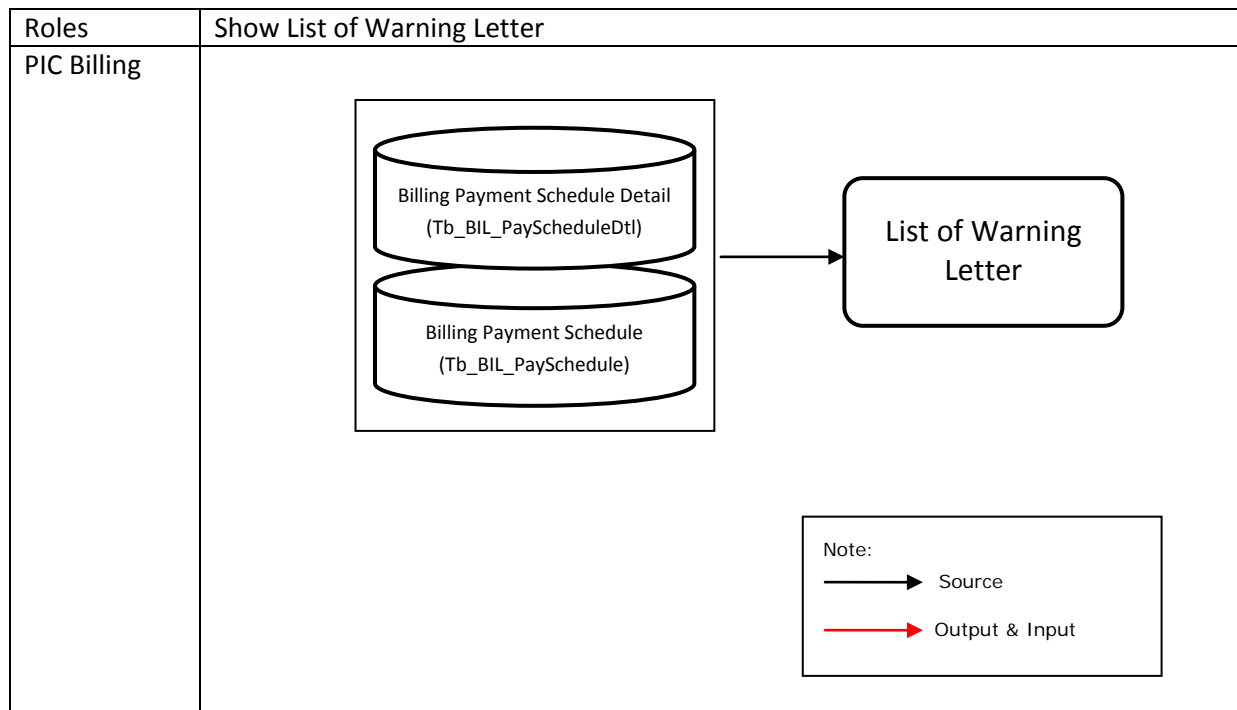 Roles
Show List of Warning Letter
PIC Billing
Billing Payment Schedule Detail
(Tb_BIL_PayScheduleDtl)
Billing Payment Schedule
(Tb_BIL_PaySchedule)
List of Warning
Letter
Note:
Source
Output & Input